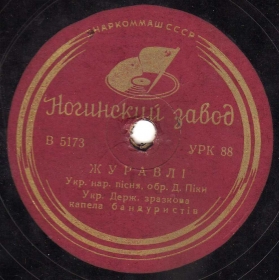 НАРКОММАШ СССР
Ногинский завод
В 5173 УРК 88
ЖУРАВЛІ
Укр. нар. пісня, обр. Д. Піки
Укр. Держ. зразкова
капела бандуристів